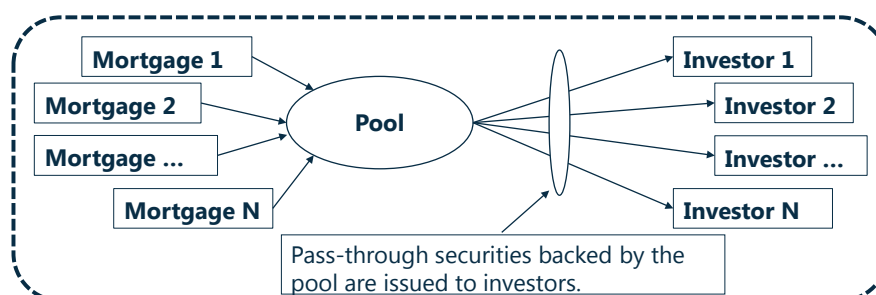 Mortgage 1
Mortgage 2
Mortgage ...
Mortgage N
Pool
Investor 1
Investor 2
Investor ...
Investor N
Pass-through securities backed by the
pool are issued to investors.